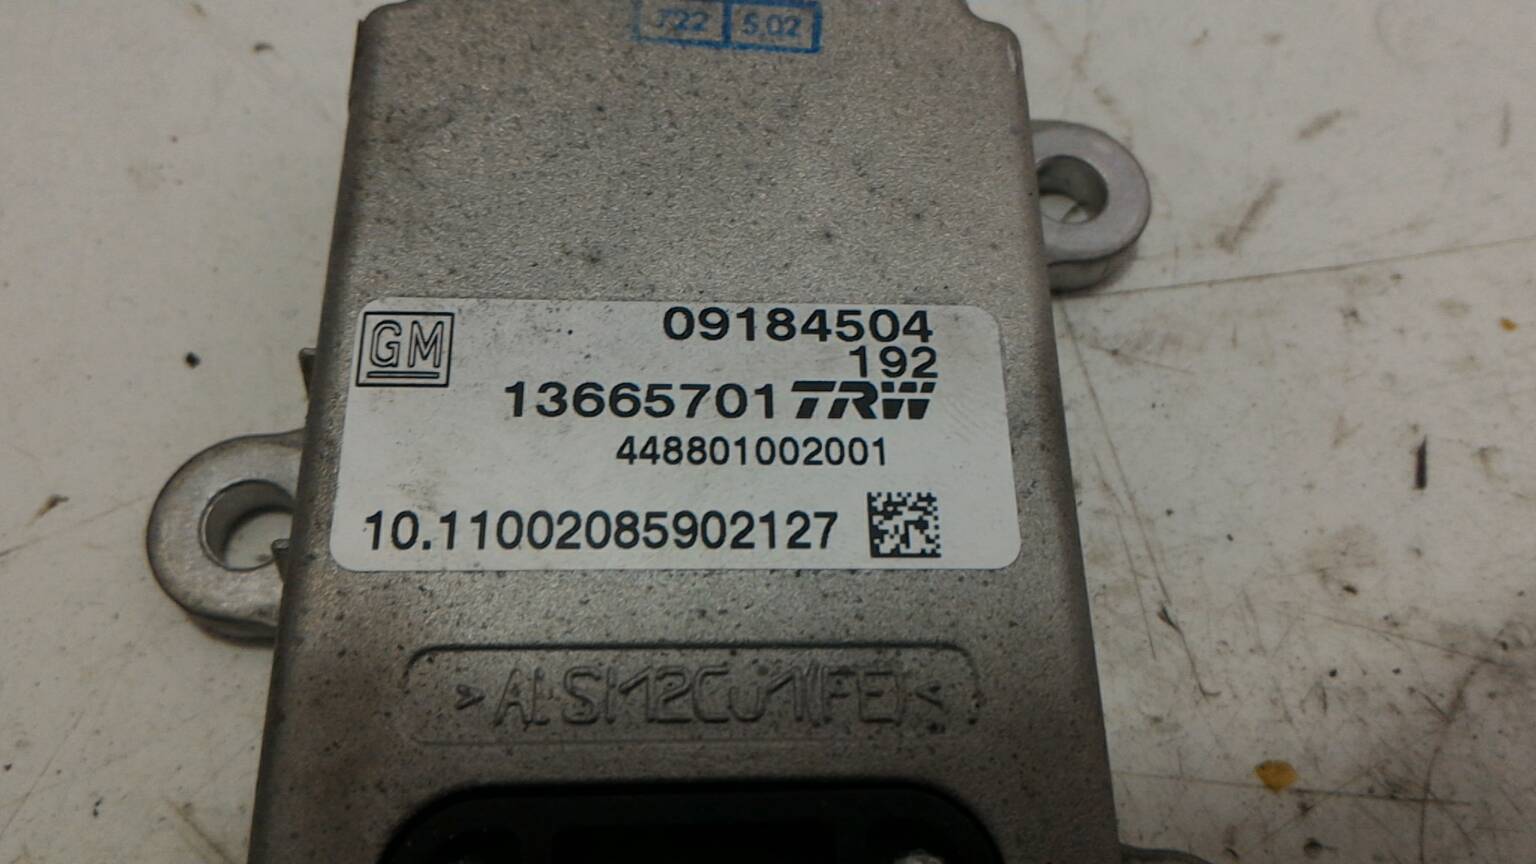 722 5.02
GM 09184504
192
13665701 TRW
448801002001
10.11002085902127
>ALSI12CU1(FE)<